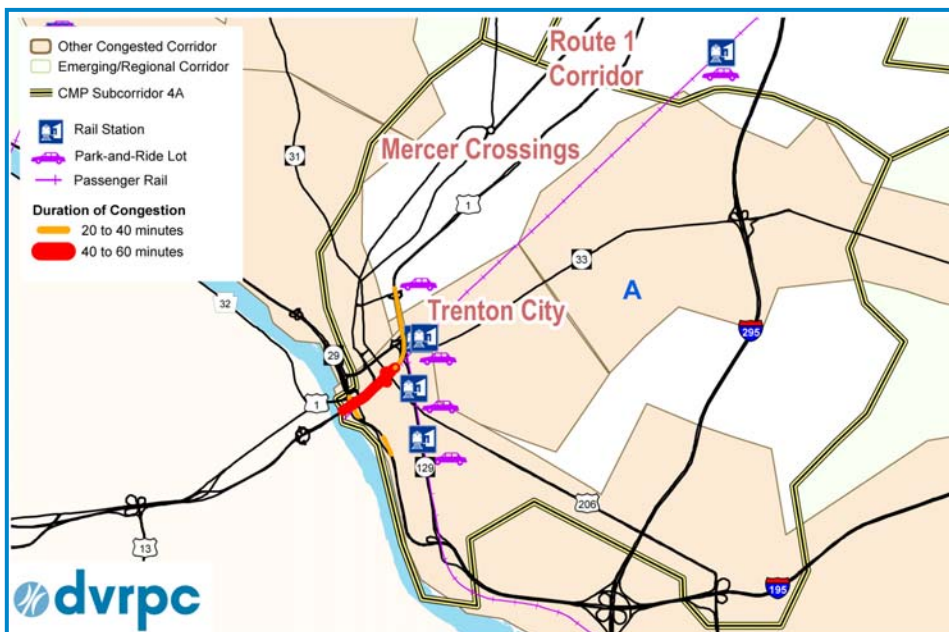 Other Congested Corridor
Emerging/Regional Corridor
CMP Subcorridor 4A
Rail Station
Park-and-Ride Lot
Passenger Rail
Duration of Congestion
20 to 40 minutes
40 to 60 minutes
Route 1
Corridor
31
Mercer Crossings
1
33
32
A
Trenton City
295
29
1
129
206
13
195
dvrpc